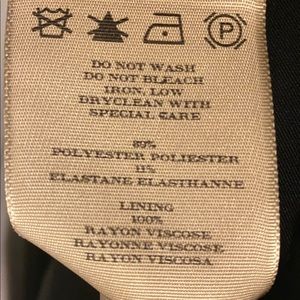 P
DO NOT WASH
DO NOT BLEACH
IRON, LOW
DRYCLEAN WITH
SPECIAL CARE
89%
POLYESTER POLIESTER
11%
ELASTANE ELASTHANNE
LINING
100%
RAYON VISCOSE
RAYONNE VISCOSE
RAYON VISCOSA